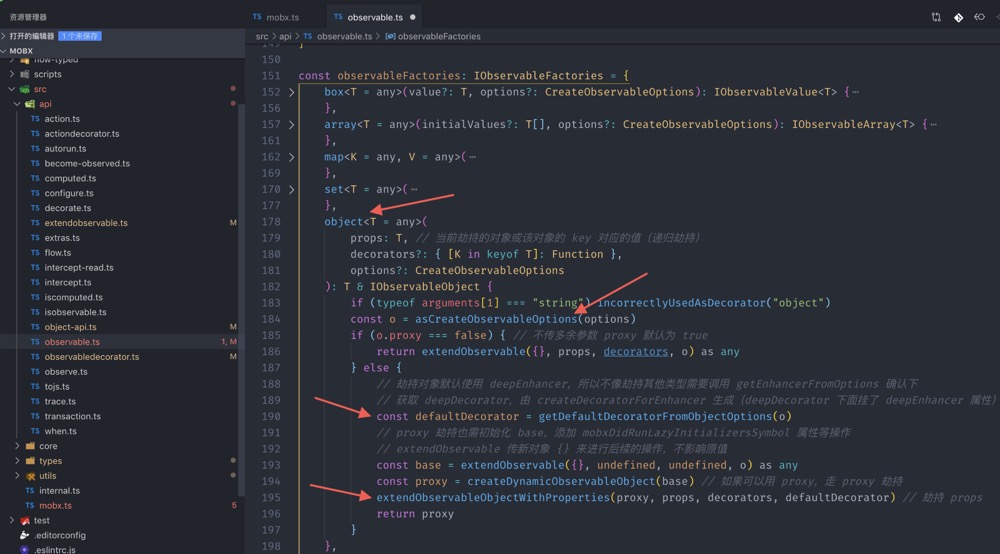 资源管理器
打开的编辑器 1 个未保存
MOBX
flow-typed
scripts
src
api
TS action.ts
TS actiondecorator.ts
TS autorun.ts
TS become-observed.ts
TS computed.ts
TS configure.ts
TS decorate.ts
TS extendobservable.ts M
TS extras.ts
TS flow.ts
TS intercept-read.ts
TS intercept.ts
TS iscomputed.ts
TS isobservable.ts
TS object-api.ts M
TS observable.ts 1, M
TS observabledecorator.ts M
TS observe.ts
TS tojs.ts
TS trace.ts
TS transaction.ts
TS when.ts
core
types
utils
TS internal.ts
TS mobx.ts 5
test
.editorconfig
.eslintrc.js
TS mobx.ts
TS observable.ts
src > api > TS observable.ts > observableFactories
149 }
150
151 const observableFactories: IObservableFactories = {
152 box<T = any>(value?: T, options?: CreateObservableOptions): IObservableValue<T> {…
156 },
157 array<T = any>(initialValues?: T[], options?: CreateObservableOptions): IObservableArray<T> {…
161 },
162 map<K = any, V = any>(…
169 },
170 set<T = any>(…
177 },
178 object<T = any>(
179 props: T, // 当前劫持的对象或该对象的 key 对应的值（递归劫持）
180 decorators?: { [K in keyof T]: Function },
181 options?: CreateObservableOptions
182 ): T & IObservableObject {
183 if (typeof arguments[1] === "string") incorrectlyUsedAsDecorator("object")
184 const o = asCreateObservableOptions(options)
185 if (o.proxy === false) { // 不传多余参数 proxy 默认为 true
186 return extendObservable({}, props, decorators, o) as any
187 } else {
188 // 劫持对象默认使用 deepEnhancer，所以不像劫持其他类型需要调用 getEnhancerFromOptions 确认下
189 // 获取 deepDecorator，由 createDecoratorForEnhancer 生成（deepDecorator 下面挂了 deepEnhancer 属性）
190 const defaultDecorator = getDefaultDecoratorFromObjectOptions(o)
191 // proxy 劫持也需初始化 base，添加 mobxDidRunLazyInitializersSymbol 属性等操作
192 // extendObservable 传新对象 {} 来进行后续的操作，不影响原值
193 const base = extendObservable({}, undefined, undefined, o) as any
194 const proxy = createDynamicObservableObject(base) // 如果可以用 proxy，走 proxy 劫持
195 extendObservableObjectWithProperties(proxy, props, decorators, defaultDecorator) // 劫持 props
196 return proxy
197 }
198 },